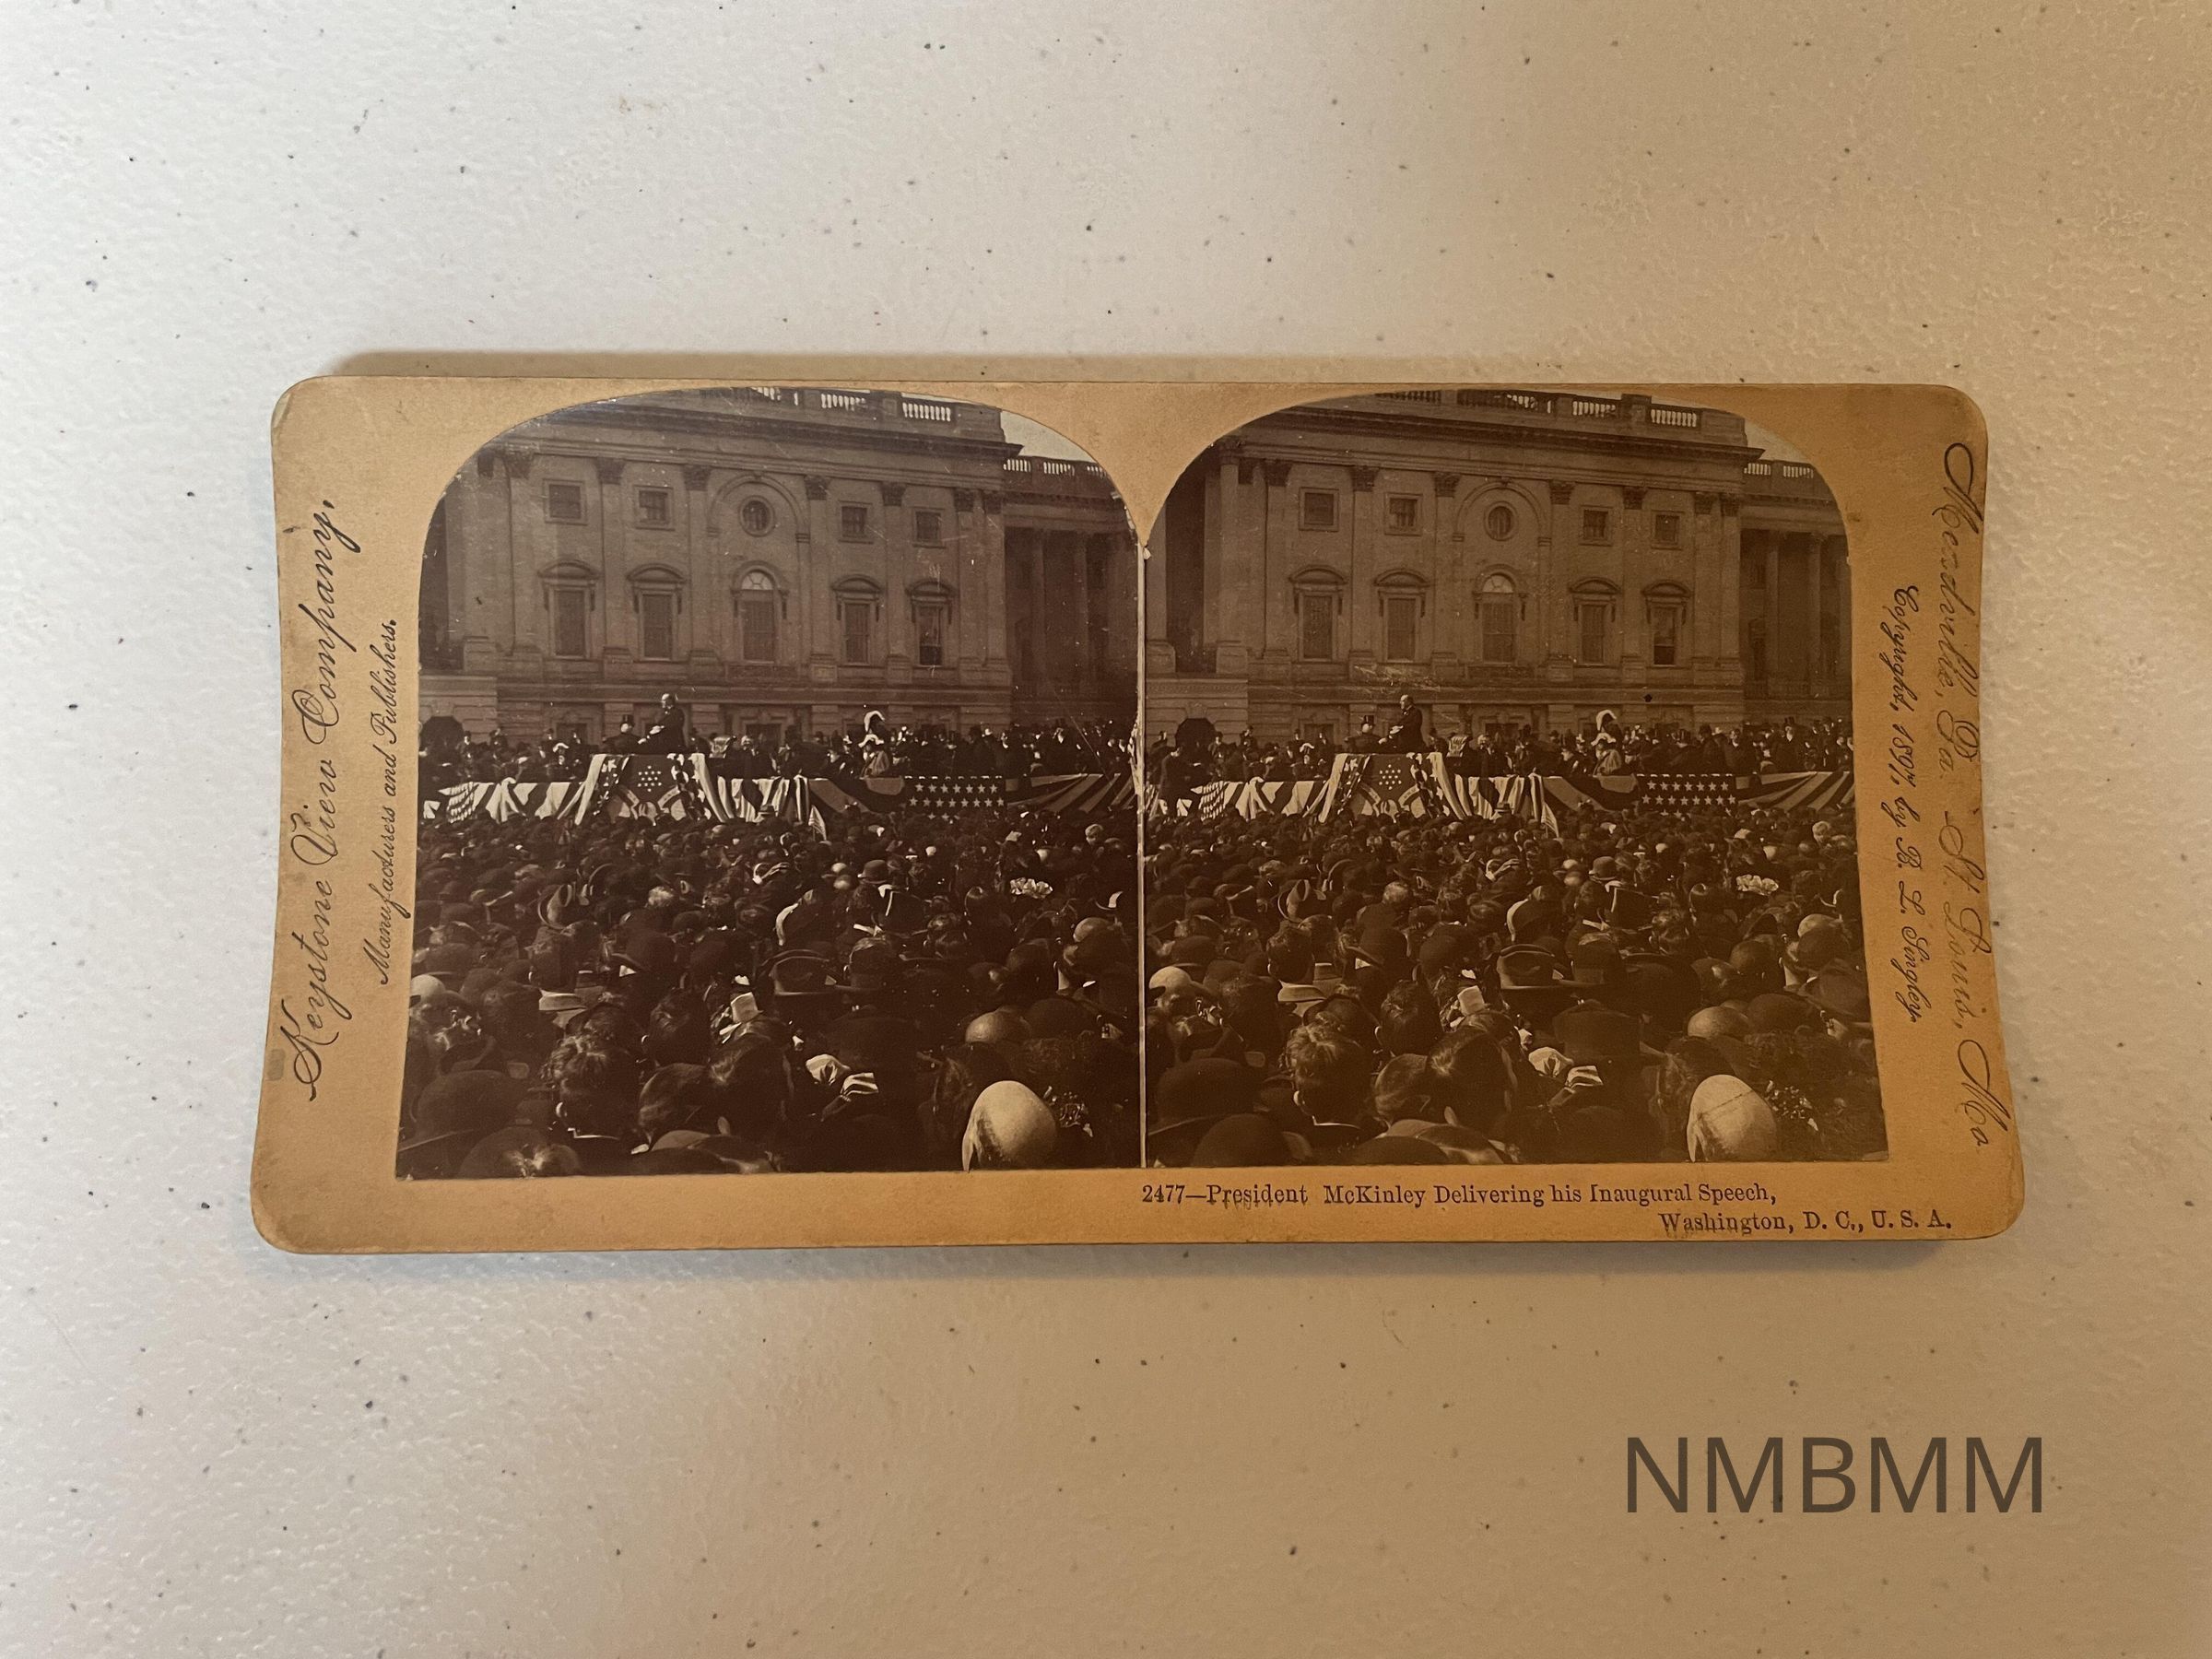 Keystone View Company,
Manufacturers and Publishers.
Meadville, Pa. St. Louis, Mo.
Copyright, 1897, by B. L. Singley.
2477—President McKinley Delivering his Inaugural Speech,
Washington, D. C., U. S. A.
NMBMM